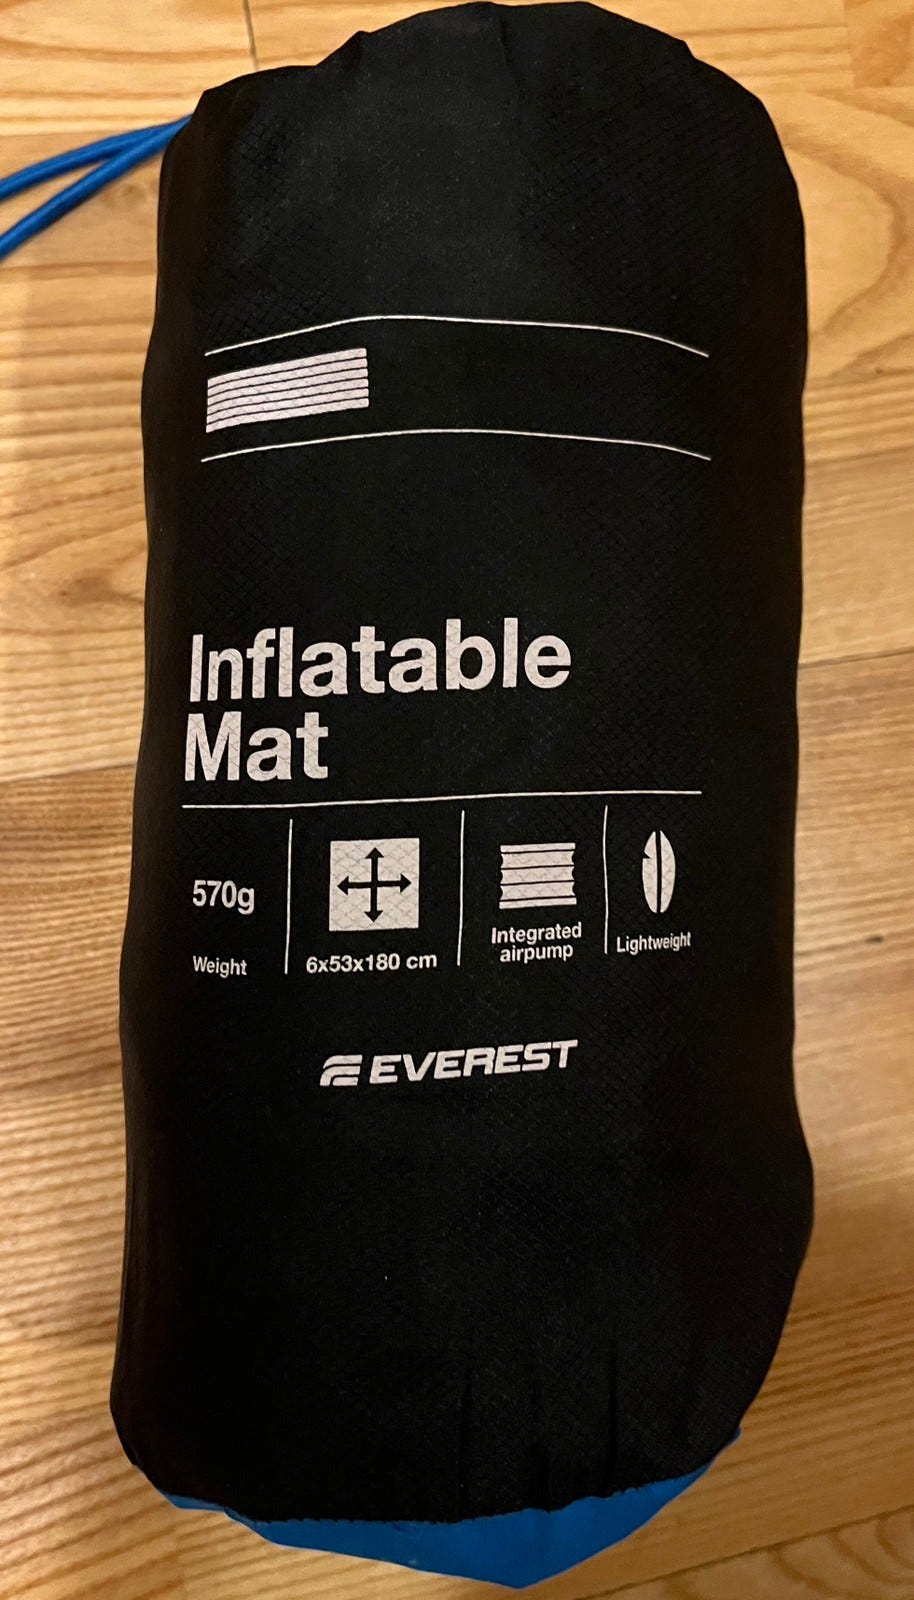 Inflatable
Mat
570g
Weight
6x53x180 cm
Integrated
airpump
Lightweight
EVEREST